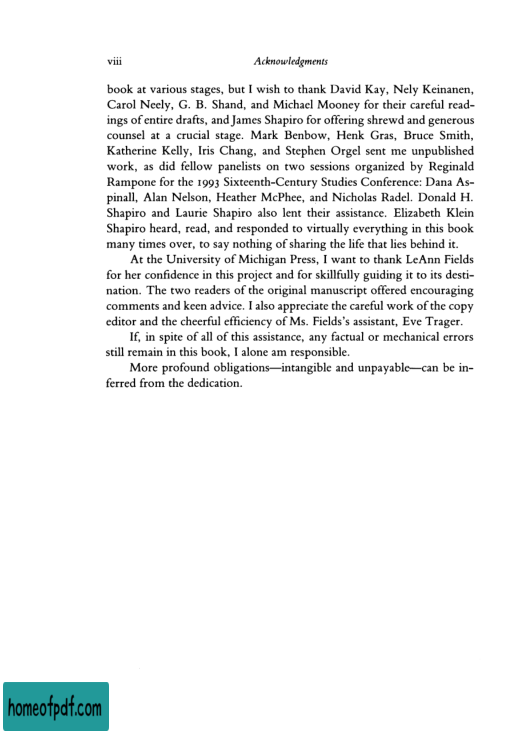 viii Acknowledgments
book at various stages, but I wish to thank David Kay, Nely Keinanen,
Carol Neely, G. B. Shand, and Michael Mooney for their careful read-
ings of entire drafts, and James Shapiro for offering shrewd and generous
counsel at a crucial stage. Mark Benbow, Henk Gras, Bruce Smith,
Katherine Kelly, Iris Chang, and Stephen Orgel sent me unpublished
work, as did fellow panelists on two sessions organized by Reginald
Rampone for the 1993 Sixteenth-Century Studies Conference: Dana As-
pinall, Alan Nelson, Heather McPhee, and Nicholas Radel. Donald H.
Shapiro and Laurie Shapiro also lent their assistance. Elizabeth Klein
Shapiro heard, read, and responded to virtually everything in this book
many times over, to say nothing of sharing the life that lies behind it.
At the University of Michigan Press, I want to thank LeAnn Fields
for her confidence in this project and for skillfully guiding it to its desti-
nation. The two readers of the original manuscript offered encouraging
comments and keen advice. I also appreciate the careful work of the copy
editor and the cheerful efficiency of Ms. Fields's assistant, Eve Trager.
If, in spite of all of this assistance, any factual or mechanical errors
still remain in this book, I alone am responsible.
More profound obligations—intangible and unpayable—can be in-
ferred from the dedication.
homeofpdf.com